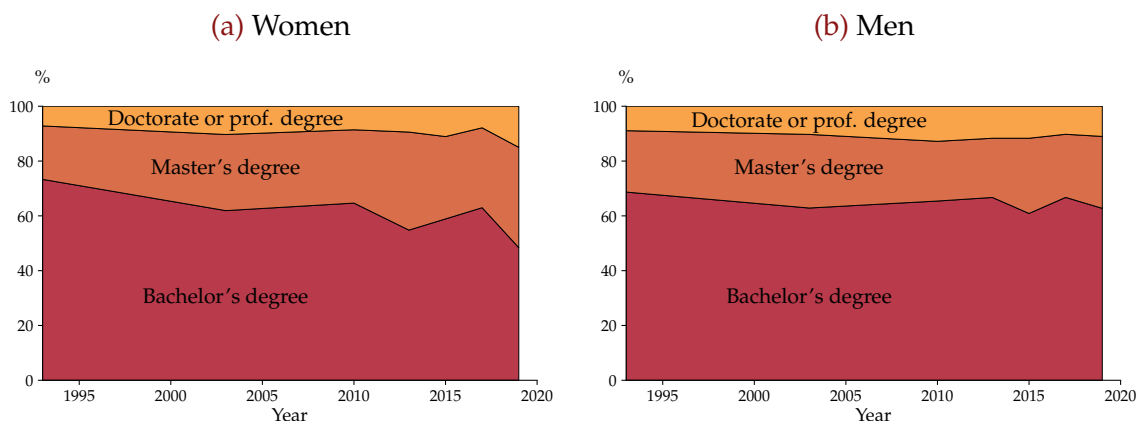 (a) Women
%
100
80
60
40
20
0
Doctorate or prof. degree
Master's degree
Bachelor's degree
1995 2000 2005 2010 2015 2020
Year
(b) Men
%
100
80
60
40
20
0
Doctorate or prof. degree
Master's degree
Bachelor's degree
1995 2000 2005 2010 2015 2020
Year